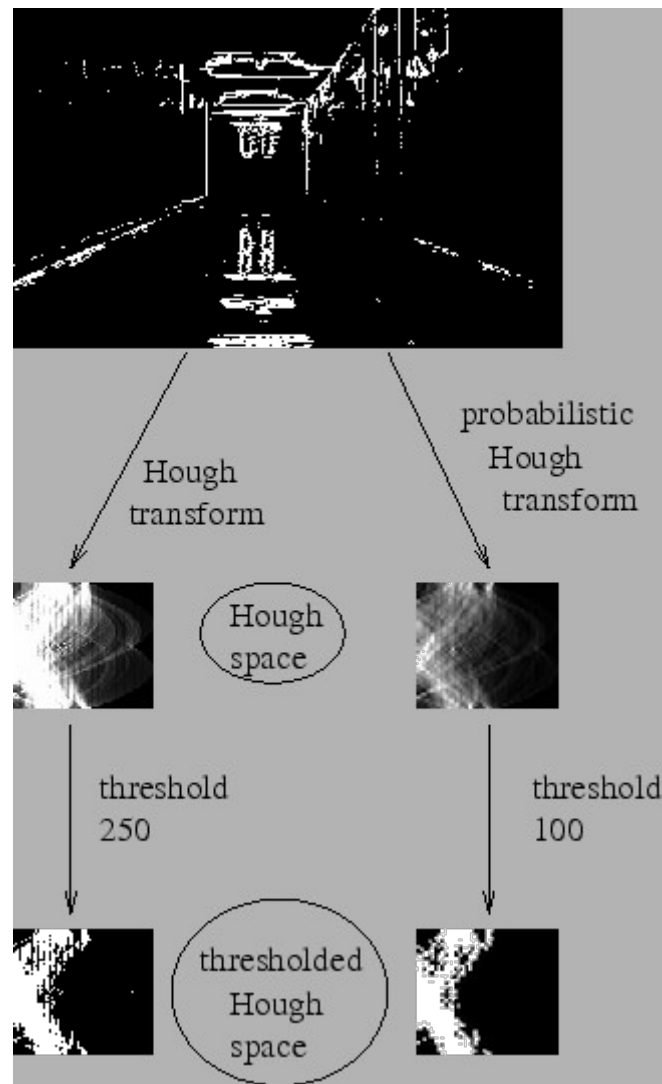 probabilistic
Hough
transform
Hough
transform
Hough
space
threshold
250
threshold
100
thresholded
Hough
space